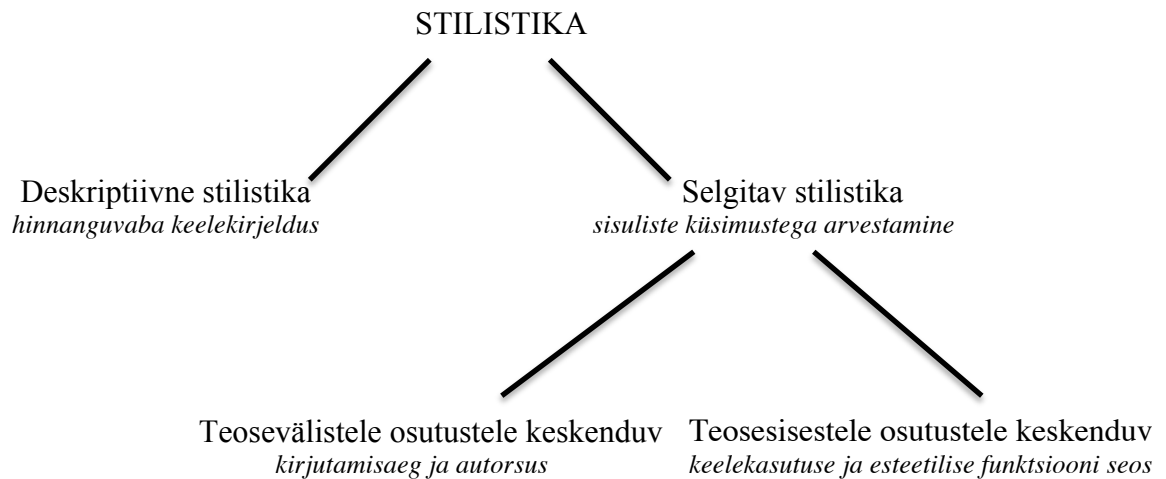 STILISTIKA
Deskriptiivne stilistika
hinnanguvaba keelekirjeldus
Selgitav stilistika
sisuliste küsimustega arvestamine
Teosevälistele osutustele keskenduv
kirjutamisaeg ja autorsus
Teosesisestele osutustele keskenduv
keelekasutuse ja esteetilise funktsiooni seos